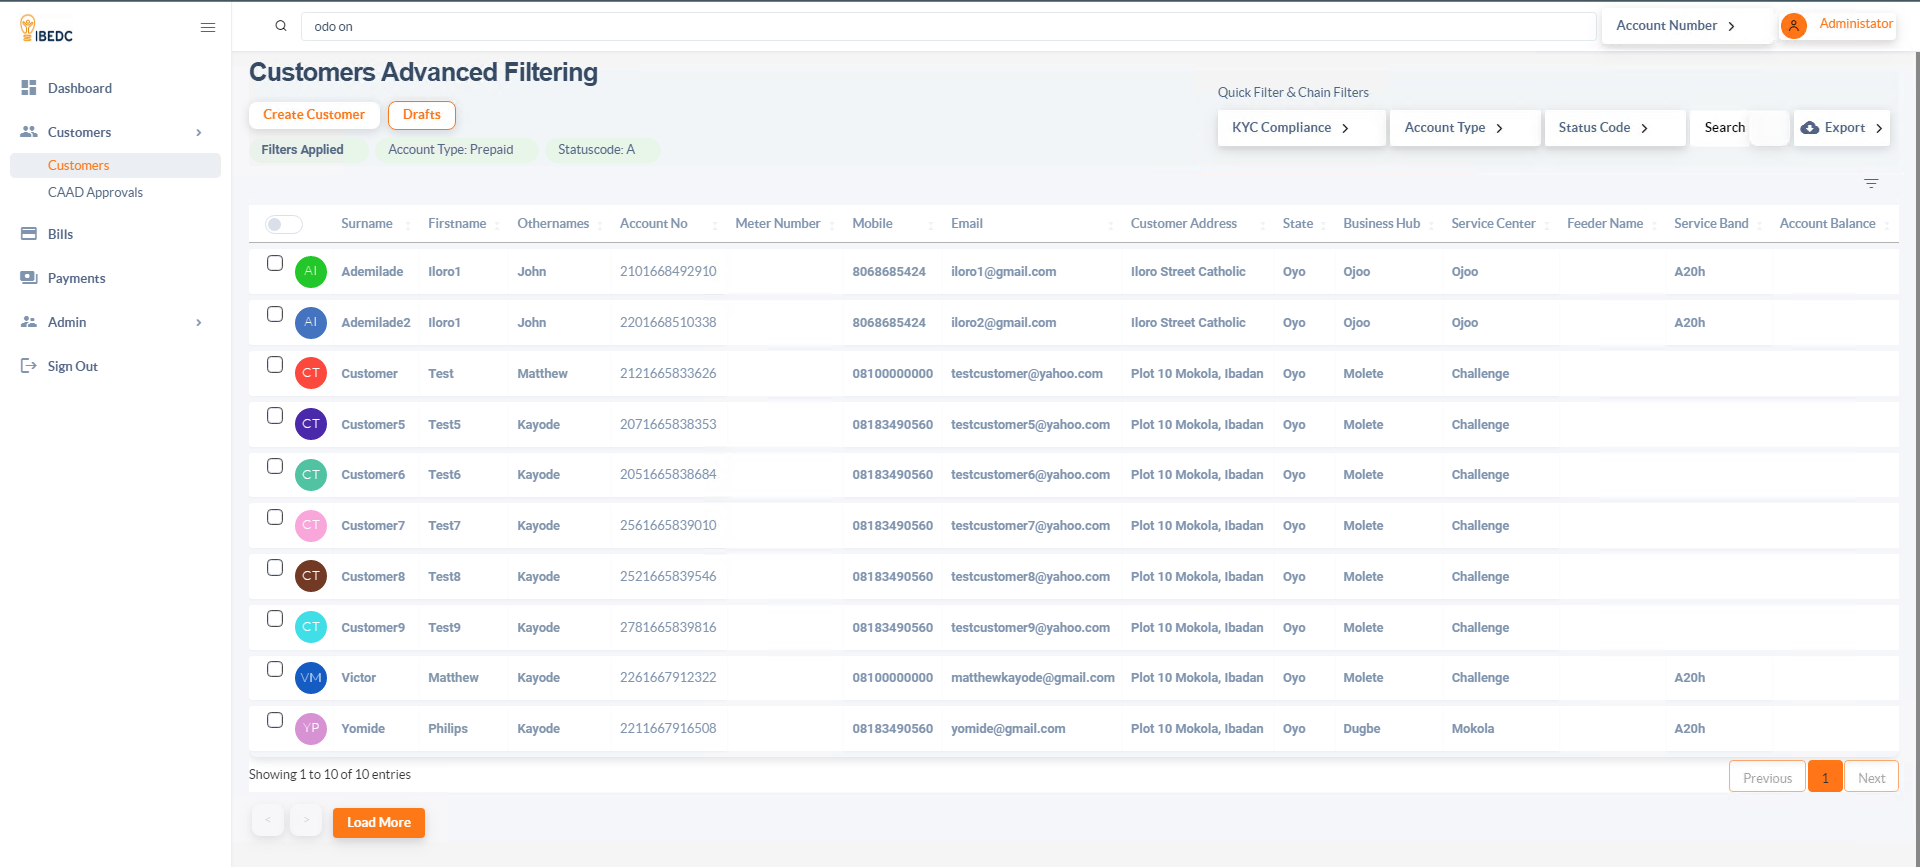 IBEDC
odo on
Account Number
Administator
Dashboard
Customers
Customers
CAAD Approvals
Bills
Payments
Admin
Sign Out
Customers Advanced Filtering
Create Customer Drafts
Filters Applied Account Type: Prepaid Statuscode: A
Quick Filter & Chain Filters
KYC Compliance Account Type Status Code Search Export
Surname Firstname Othernames Account No Meter Number Mobile Email Customer Address State Business Hub Service Center Feeder Name Service Band Account Balance
AI Ademilade Iloro1 John 2101668492910 8068685424 iloro1@gmail.com Iloro Street Catholic Oyo Ojoo Ojoo A20h
AI Ademilade2 Iloro1 John 2201668510338 8068685424 iloro2@gmail.com Iloro Street Catholic Oyo Ojoo Ojoo A20h
CT Customer Test Matthew 2121665833626 08100000000 testcustomer@yahoo.com Plot 10 Mokola, Ibadan Oyo Molete Challenge
CT Customer5 Test5 Kayode 2071665838353 08183490560 testcustomer5@yahoo.com Plot 10 Mokola, Ibadan Oyo Molete Challenge
CT Customer6 Test6 Kayode 2051665838684 08183490560 testcustomer6@yahoo.com Plot 10 Mokola, Ibadan Oyo Molete Challenge
CT Customer7 Test7 Kayode 2561665839010 08183490560 testcustomer7@yahoo.com Plot 10 Mokola, Ibadan Oyo Molete Challenge
CT Customer8 Test8 Kayode 2521665839546 08183490560 testcustomer8@yahoo.com Plot 10 Mokola, Ibadan Oyo Molete Challenge
CT Customer9 Test9 Kayode 2781665839816 08183490560 testcustomer9@yahoo.com Plot 10 Mokola, Ibadan Oyo Molete Challenge
VM Victor Matthew Kayode 2261667912322 08100000000 matthewkayode@gmail.com Plot 10 Mokola, Ibadan Oyo Molete Challenge A20h
YP Yomide Philips Kayode 2211667916508 08183490560 yomide@gmail.com Plot 10 Mokola, Ibadan Oyo Dugbe Mokola A20h
Showing 1 to 10 of 10 entries
Previous 1 Next
< > Load More